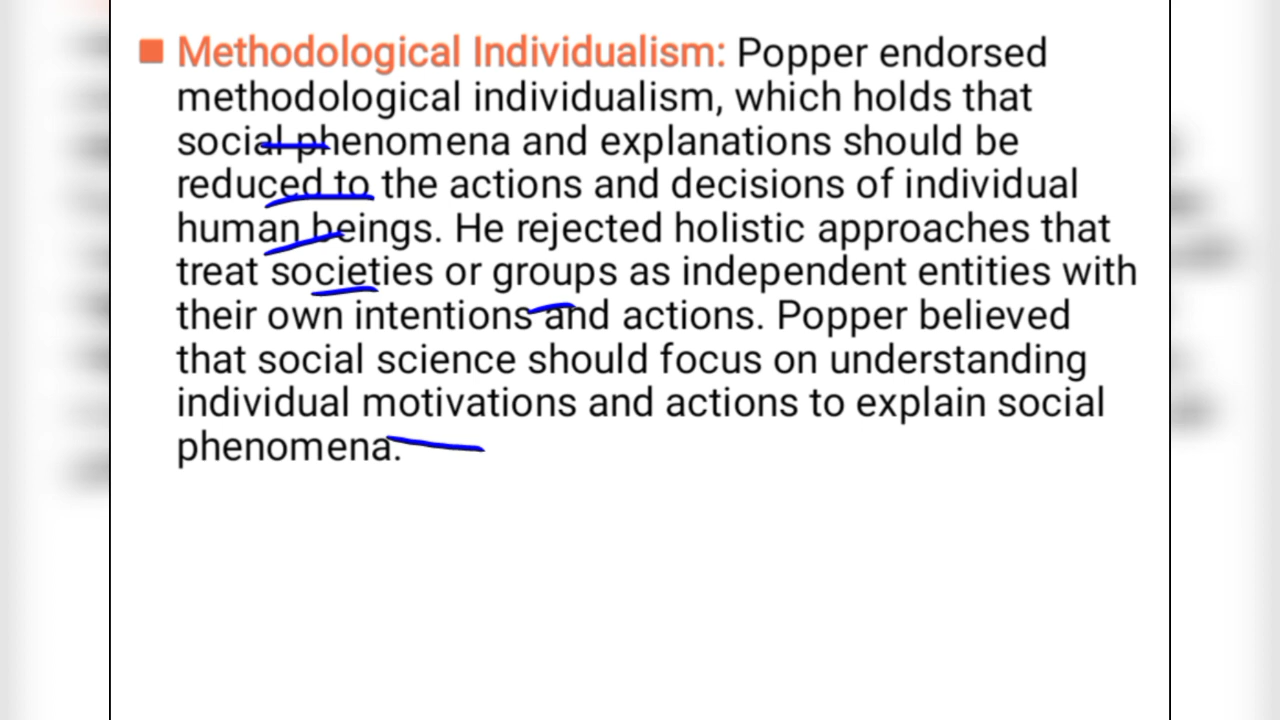 Methodological Individualism: Popper endorsed
methodological individualism, which holds that
social phenomena and explanations should be
reduced to the actions and decisions of individual
human beings. He rejected holistic approaches that
treat societies or groups as independent entities with
their own intentions and actions. Popper believed
that social science should focus on understanding
individual motivations and actions to explain social
phenomena.